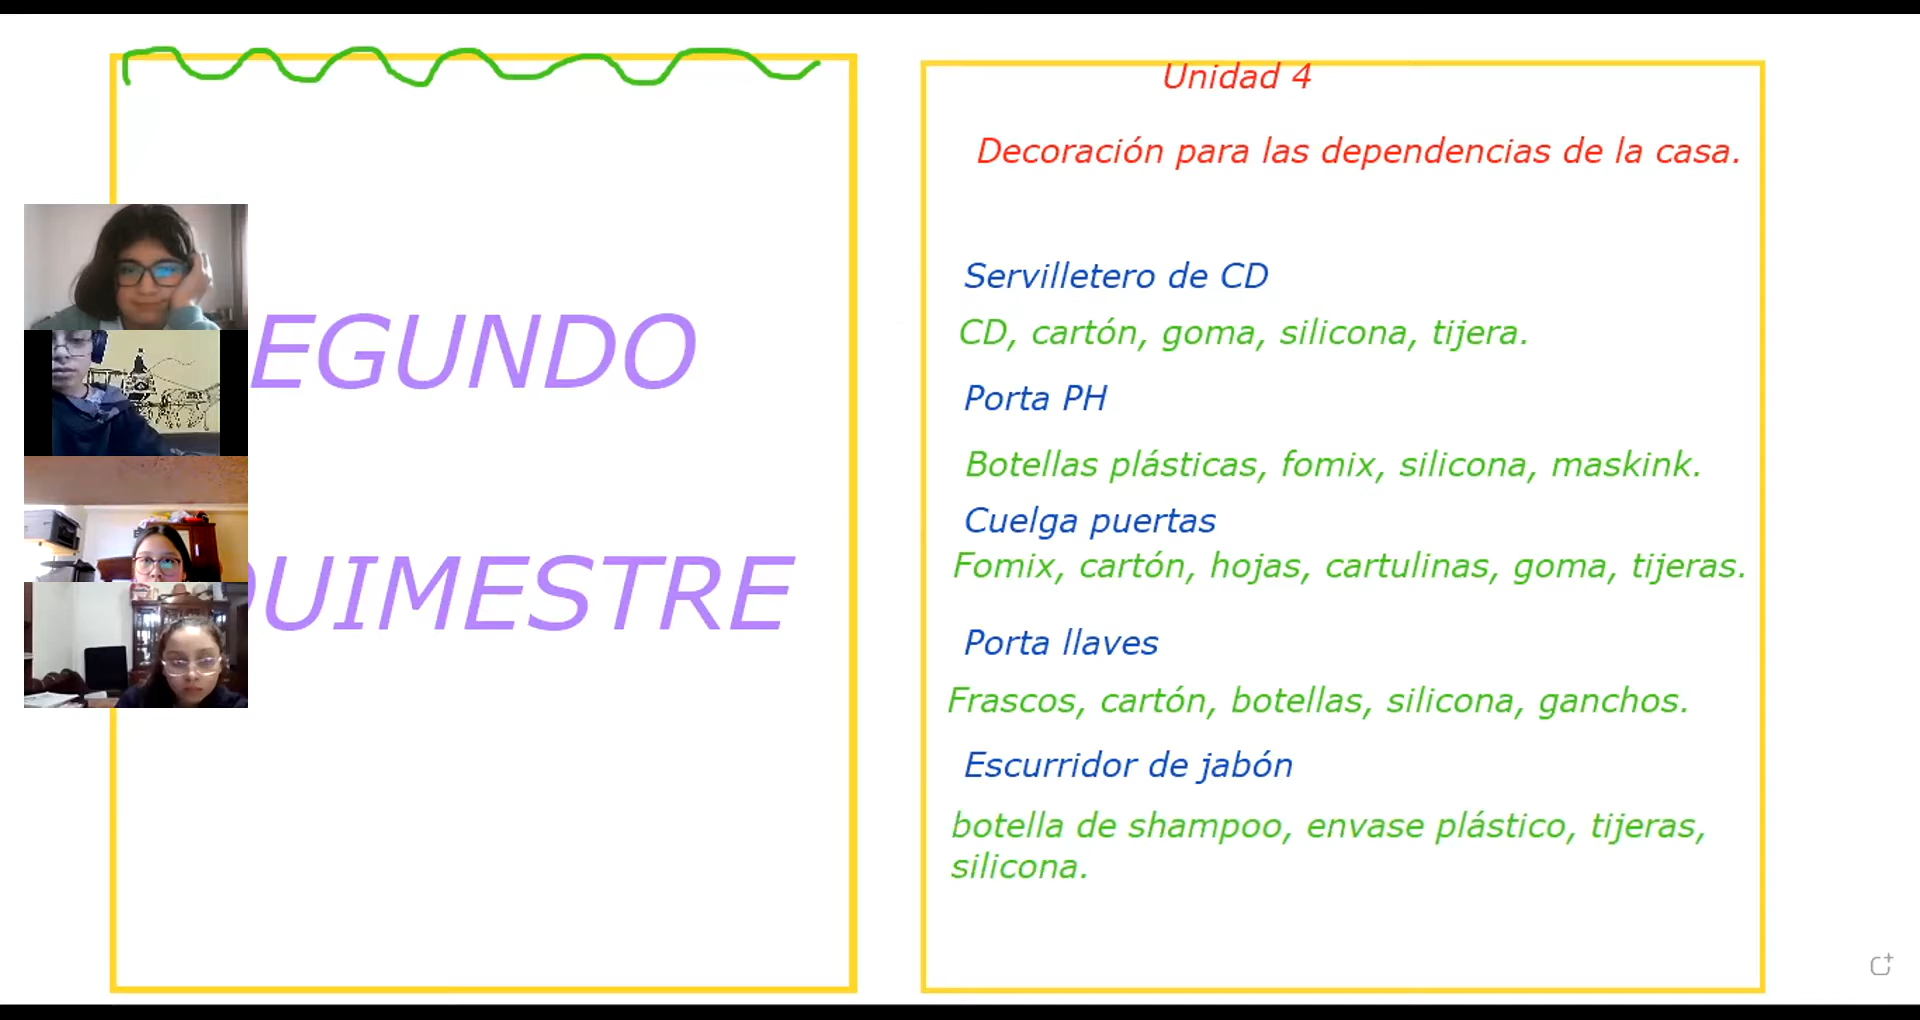 EGUNDO
QUIMESTRE
Unidad 4
Decoración para las dependencias de la casa.
Servilletero de CD
CD, cartón, goma, silicona, tijera.
Porta PH
Botellas plásticas, fomix, silicona, maskink.
Cuelga puertas
Fomix, cartón, hojas, cartulinas, goma, tijeras.
Porta llaves
Frascos, cartón, botellas, silicona, ganchos.
Escurridor de jabón
botella de shampoo, envase plástico, tijeras,
silicona.